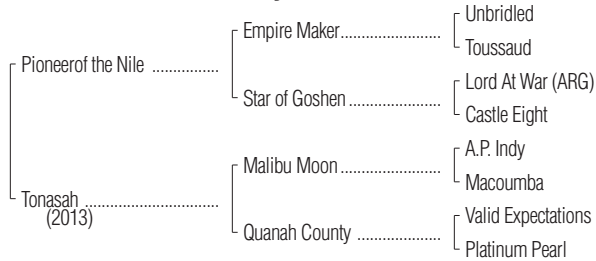 Unbridled
Empire Maker....................
Toussaud
Pioneerof the Nile ................
Lord At War (ARG)
Star of Goshen ......................
Castle Eight
A.P. Indy
Malibu Moon .......................
Macoumba
Tonasah ................................
(2013)
Valid Expectations
Quanah County ...................
Platinum Pearl